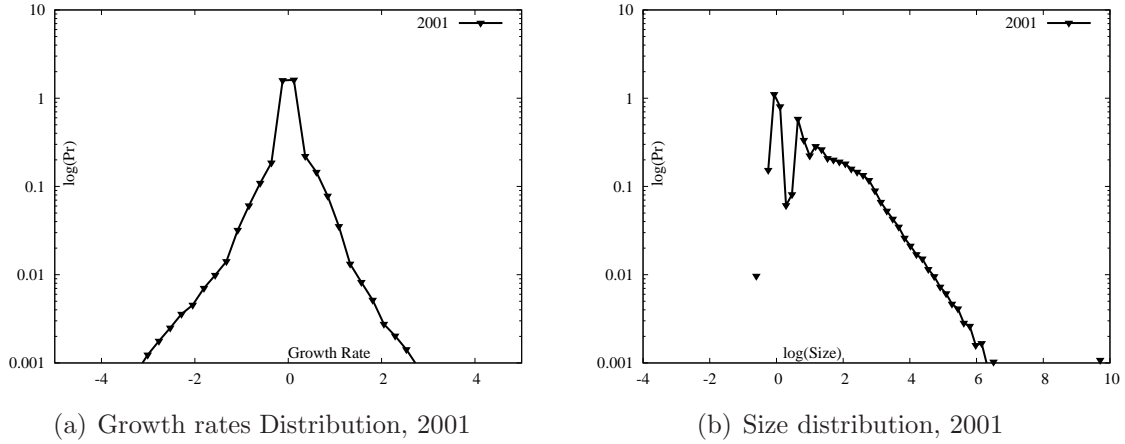 10
1
0.1
0.01
0.001
log(Pr)
2001
Growth Rate
-4 -2 0 2 4
(a) Growth rates Distribution, 2001
10
1
0.1
0.01
0.001
log(Pr)
2001
log(Size)
-4 -2 0 2 4 6 8 10
(b) Size distribution, 2001